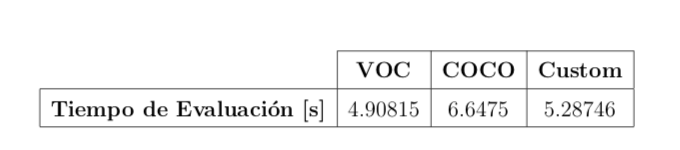 VOC COCO Custom
Tiempo de Evaluación [s] 4.90815 6.6475 5.28746